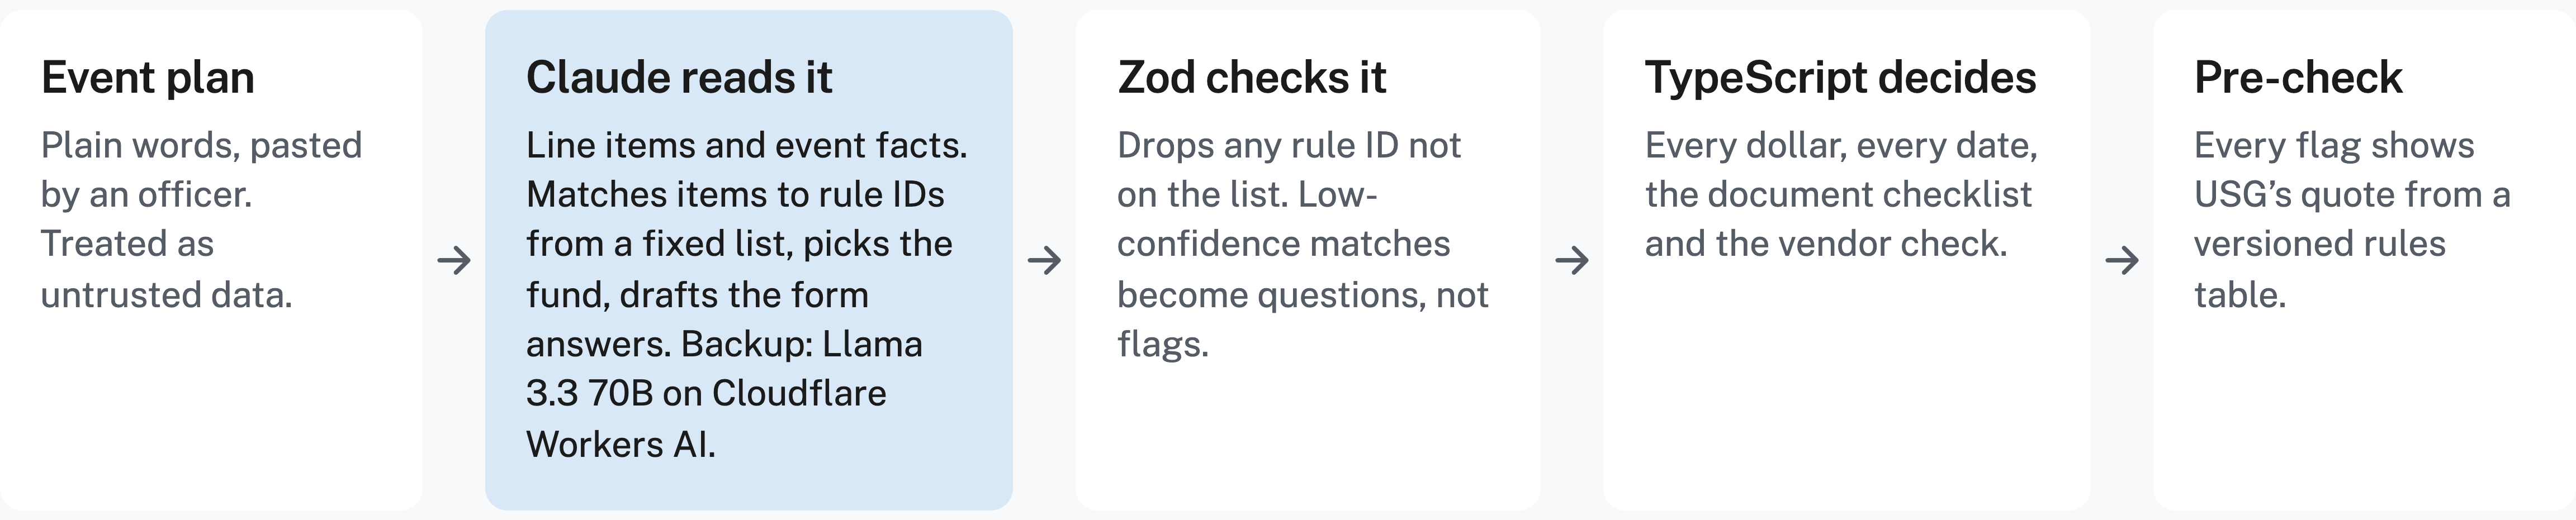 Event plan
Plain words, pasted
by an officer.
Treated as
untrusted data.
Claude reads it
Line items and event facts.
Matches items to rule IDs
from a fixed list, picks the
fund, drafts the form
answers. Backup: Llama
3.3 70B on Cloudflare
Workers AI.
Zod checks it
Drops any rule ID not
on the list. Low-
confidence matches
become questions, not
flags.
TypeScript decides
Every dollar, every date,
the document checklist
and the vendor check.
Pre-check
Every flag shows
USG’s quote from a
versioned rules
table.